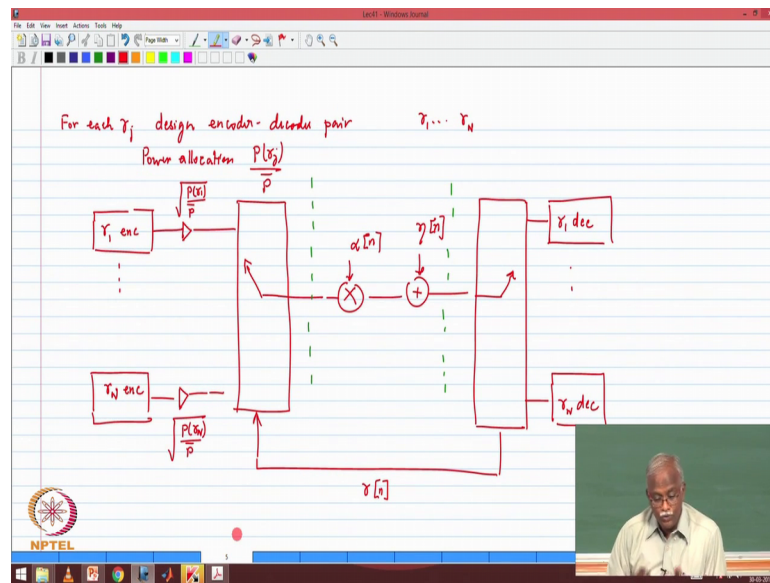 Lec41 - Windows Journal
File Edit View Insert Actions Tools Help
Page Width
B I
For each γj design encoder-decoder pair γ1 ... γN
Power allocation P(γj)/P̄
√P(γ1)/P̄
γ1 enc
α[n]
η[n]
γ1 dec
X
+
γN enc
√P(γN)/P̄
γN dec
γ[n]
NPTEL
5